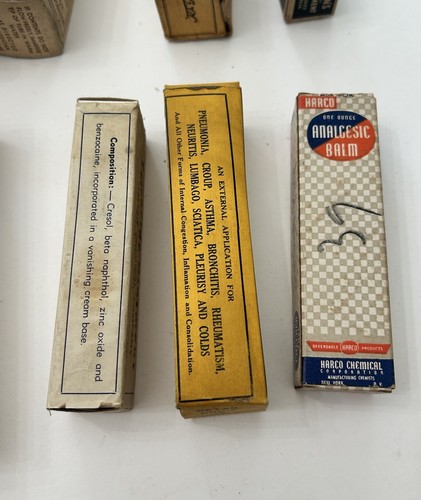 Composition: — Cresol, beta naphthol, zinc oxide and
benzocaine, incorporated in a vanishing cream base.
AN EXTERNAL APPLICATION FOR
PNEUMONIA, CROUP, ASTHMA, BRONCHITIS, RHEUMATISM,
NEURITIS, LUMBAGO, SCIATICA, PLEURISY AND COLDS
And All Other Forms of Internal Congestion, Inflamation and Consolidation.
HARCO
ONE OUNCE
ANALGESIC
BALM
63
DEPENDABLE HARCO PRODUCTS
HARCO CHEMICAL
CORPORATION
MANUFACTURING CHEMISTS
NEW YORK, N.Y.